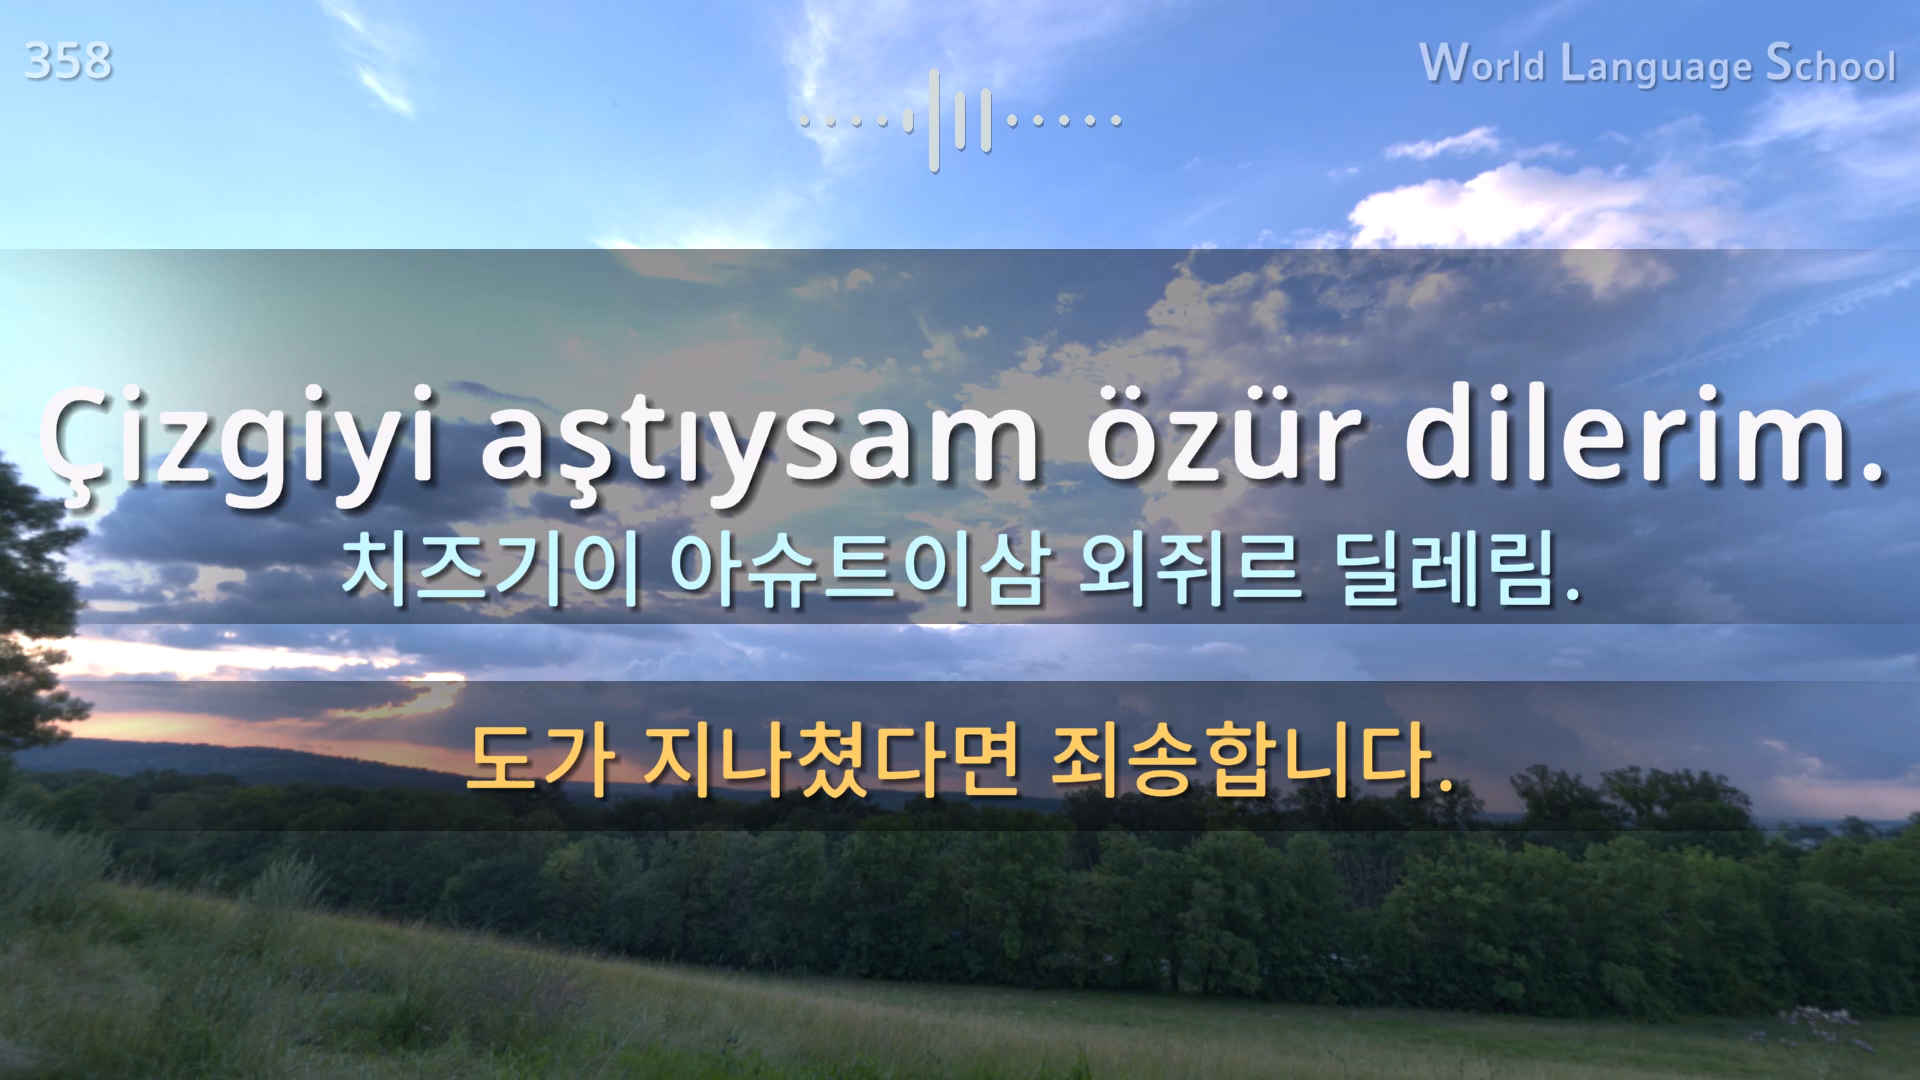 358
World Language School
Çizgiyi aştıysam özür dilerim.
치즈기이 아슈트이삼 외쥐르 딜레림.
도가 지나쳤다면 죄송합니다.